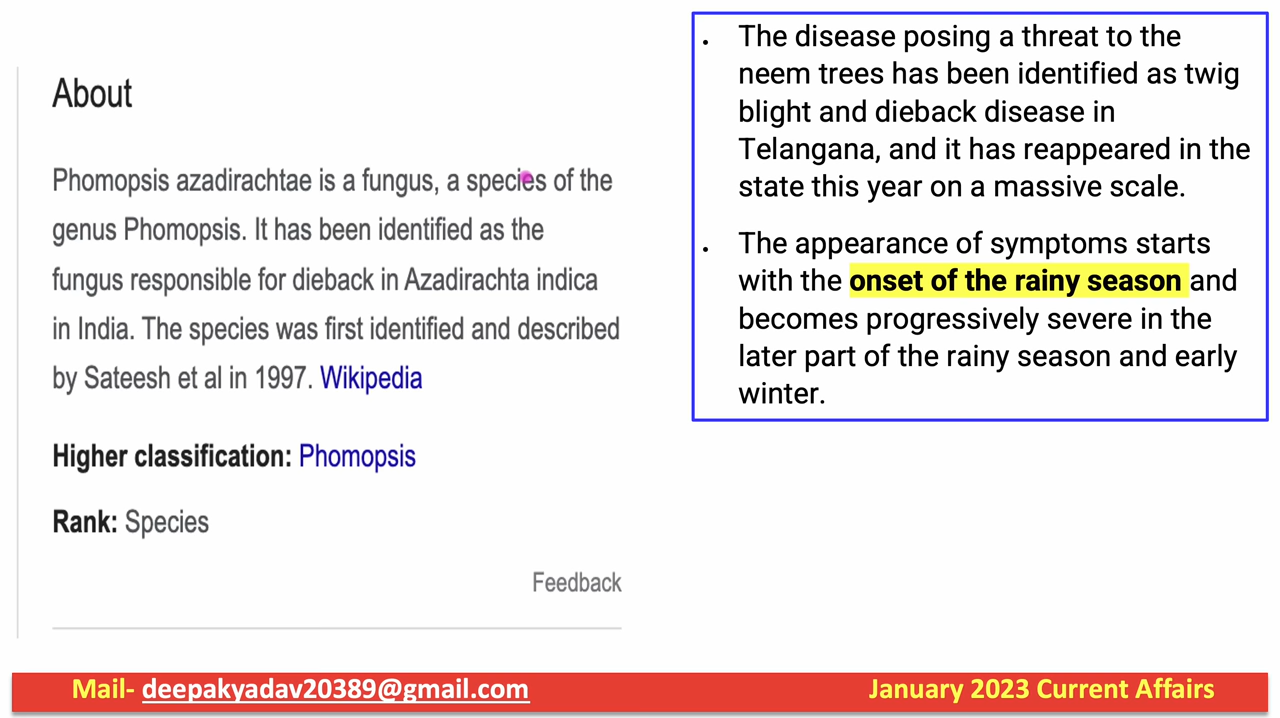 About
Phomopsis azadirachtae is a fungus, a species of the
genus Phomopsis. It has been identified as the
fungus responsible for dieback in Azadirachta indica
in India. The species was first identified and described
by Sateesh et al in 1997. Wikipedia
Higher classification: Phomopsis
Rank: Species
Feedback
• The disease posing a threat to the
neem trees has been identified as twig
blight and dieback disease in
Telangana, and it has reappeared in the
state this year on a massive scale.
• The appearance of symptoms starts
with the onset of the rainy season and
becomes progressively severe in the
later part of the rainy season and early
winter.
Mail- deepakyadav20389@gmail.com
January 2023 Current Affairs